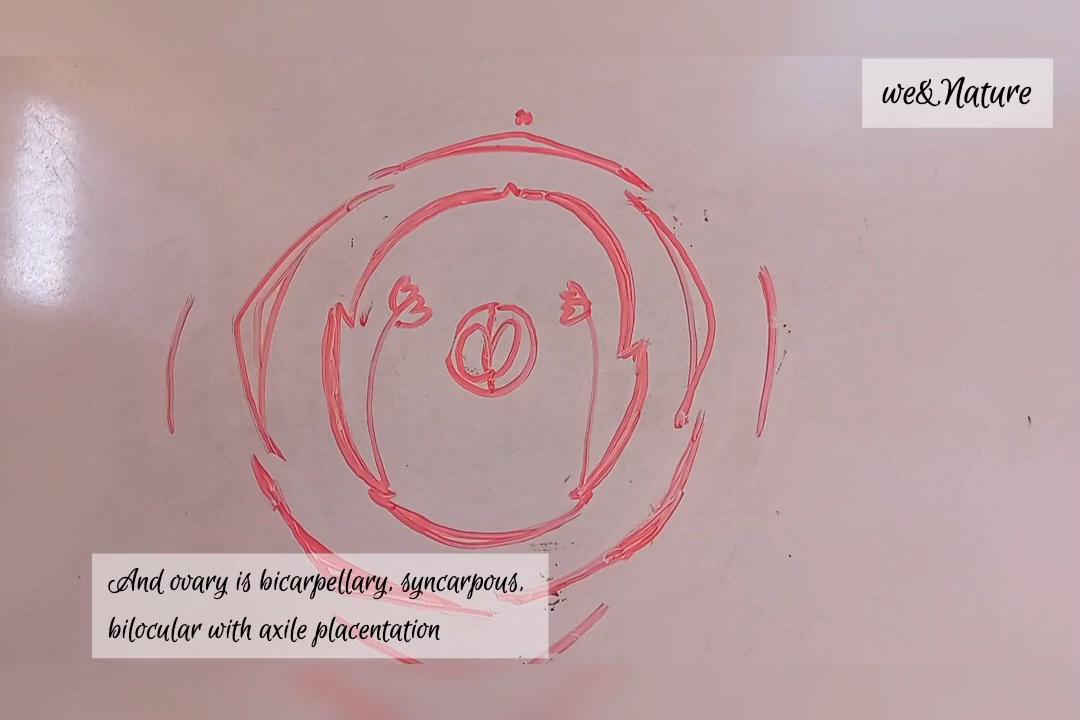 we&Nature
And ovary is bicarpellary, syncarpous,
bilocular with axile placentation